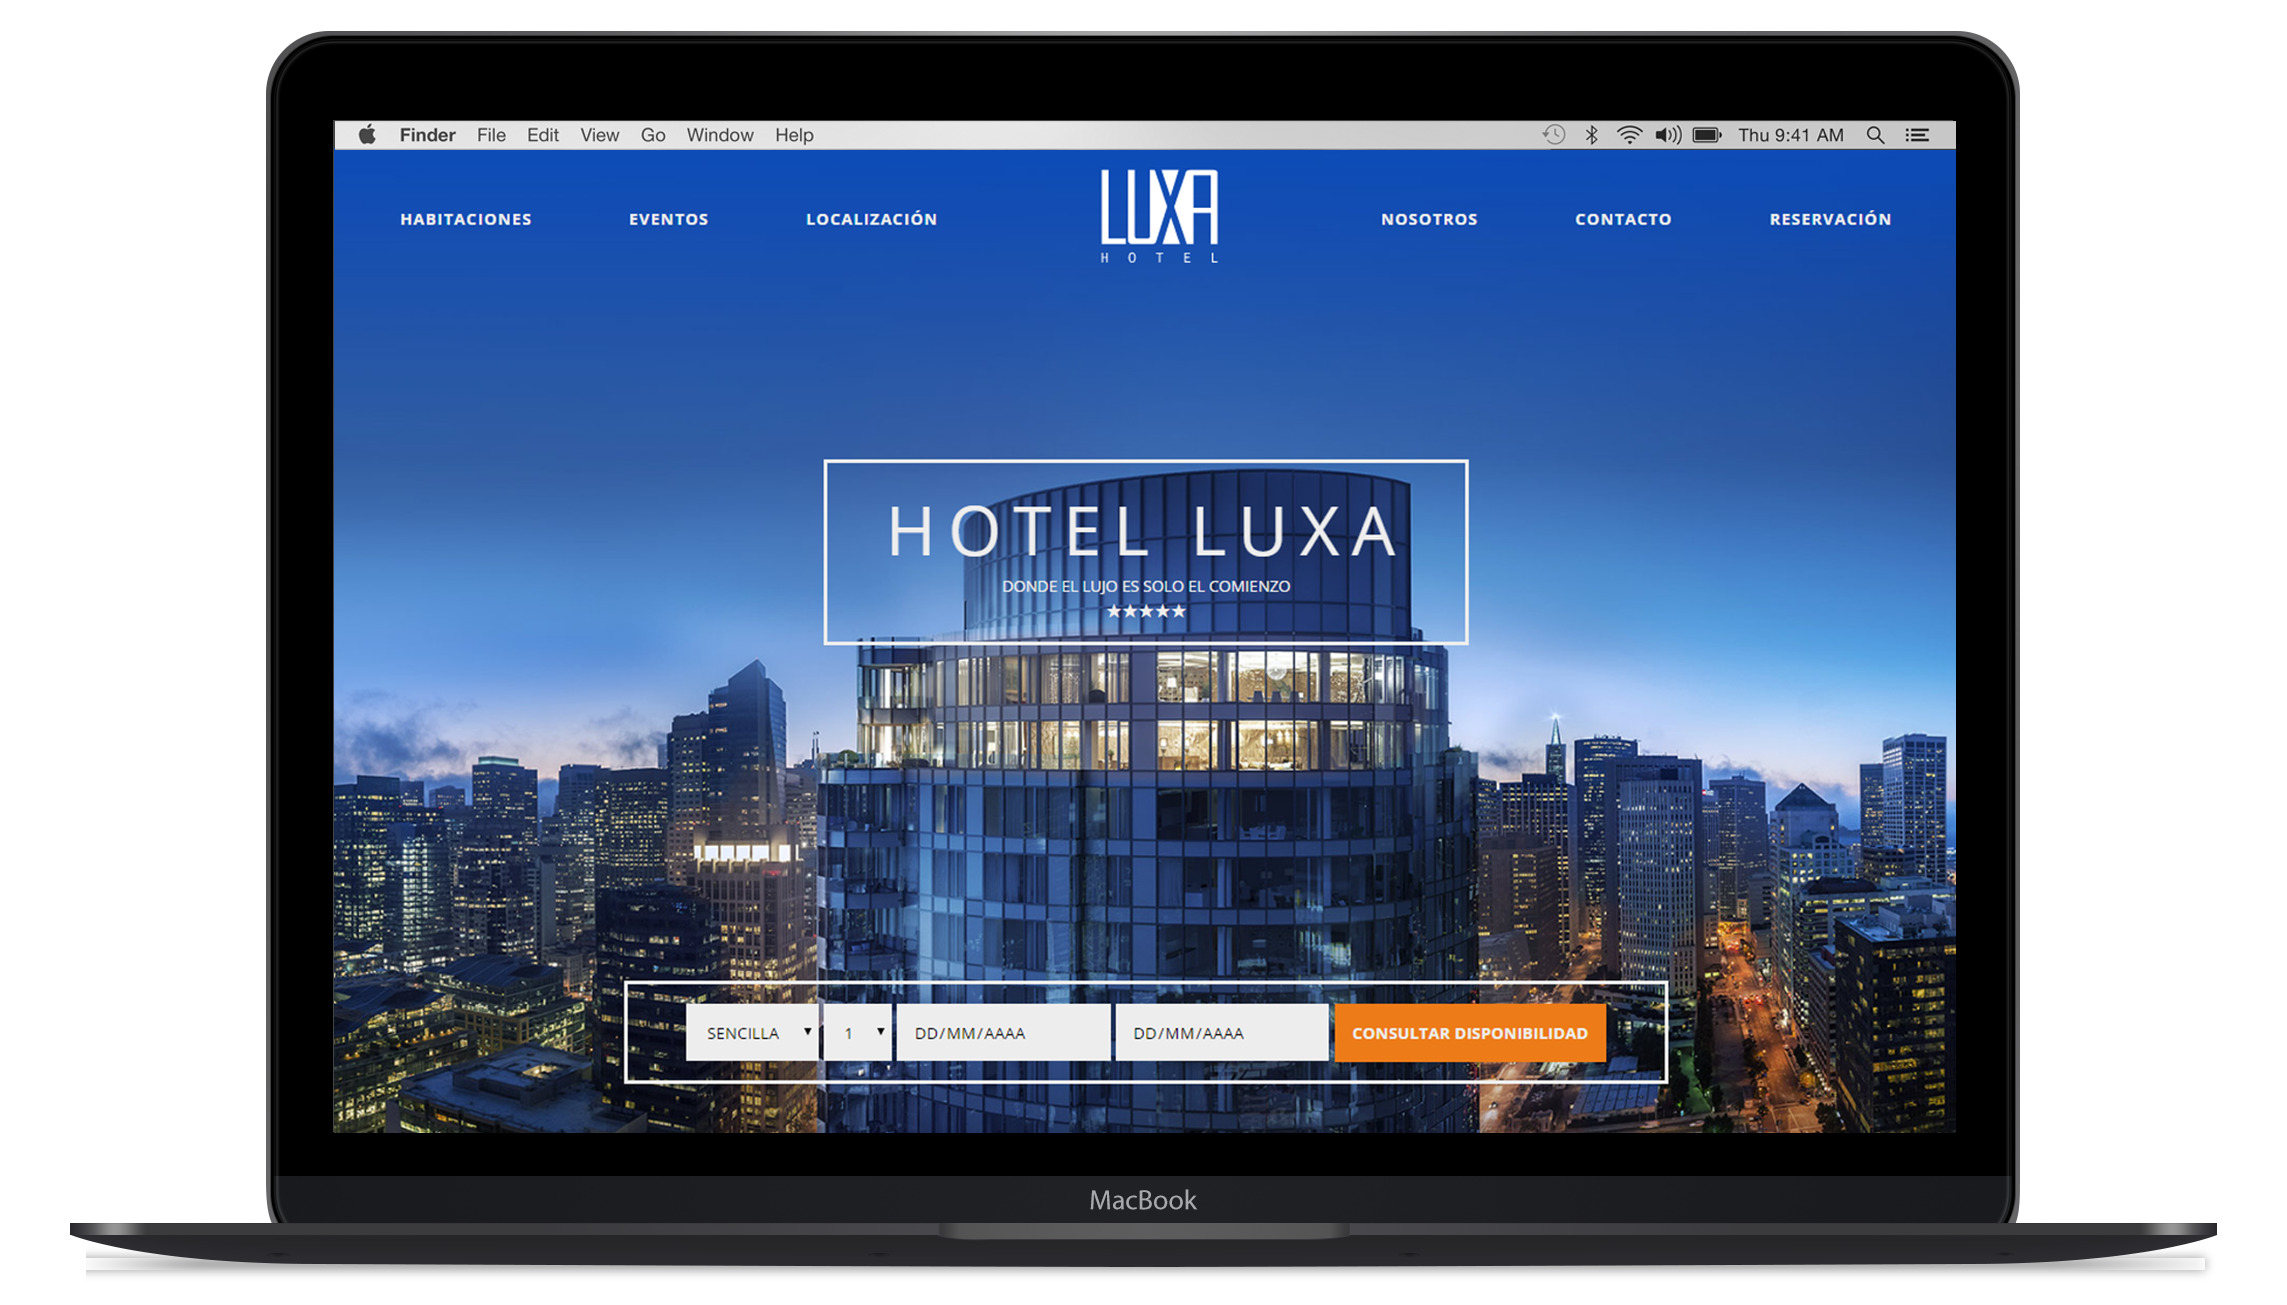 Finder File Edit View Go Window Help Thu 9:41 AM
HABITACIONES EVENTOS LOCALIZACIÓN LUXA NOSOTROS CONTACTO RESERVACIÓN
HOTEL
HOTEL LUXA
DONDE EL LUJO ES SOLO EL COMIENZO
★★★★★
SENCILLA ▼ 1 ▼ DD/MM/AAAA DD/MM/AAAA CONSULTAR DISPONIBILIDAD
MacBook